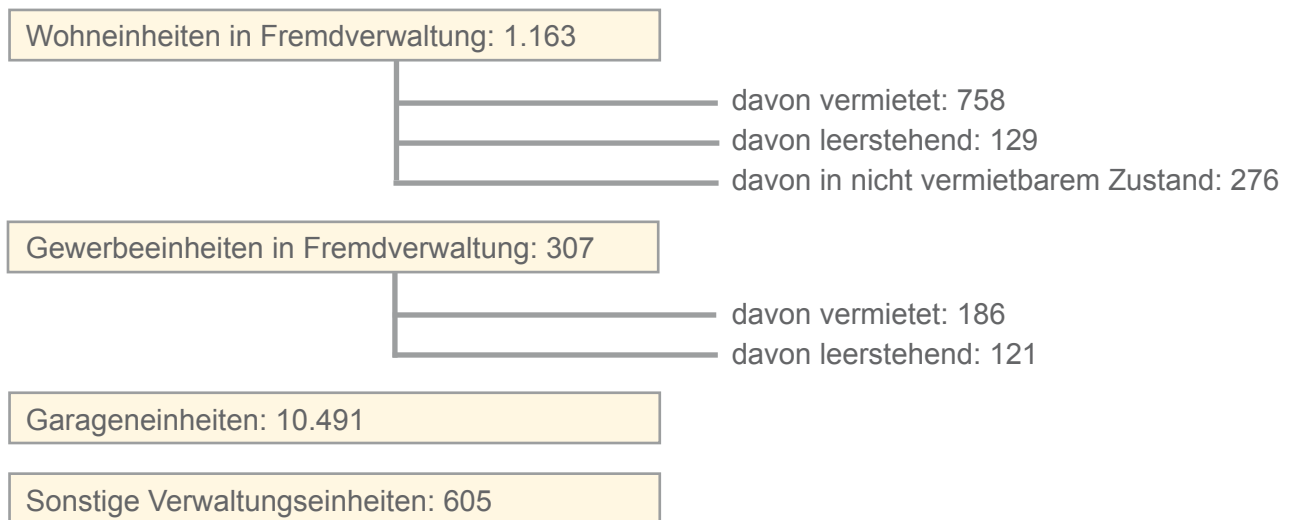 Wohneinheiten in Fremdverwaltung: 1.163
davon vermietet: 758
davon leerstehend: 129
davon in nicht vermietbarem Zustand: 276
Gewerbeeinheiten in Fremdverwaltung: 307
davon vermietet: 186
davon leerstehend: 121
Garageneinheiten: 10.491
Sonstige Verwaltungseinheiten: 605